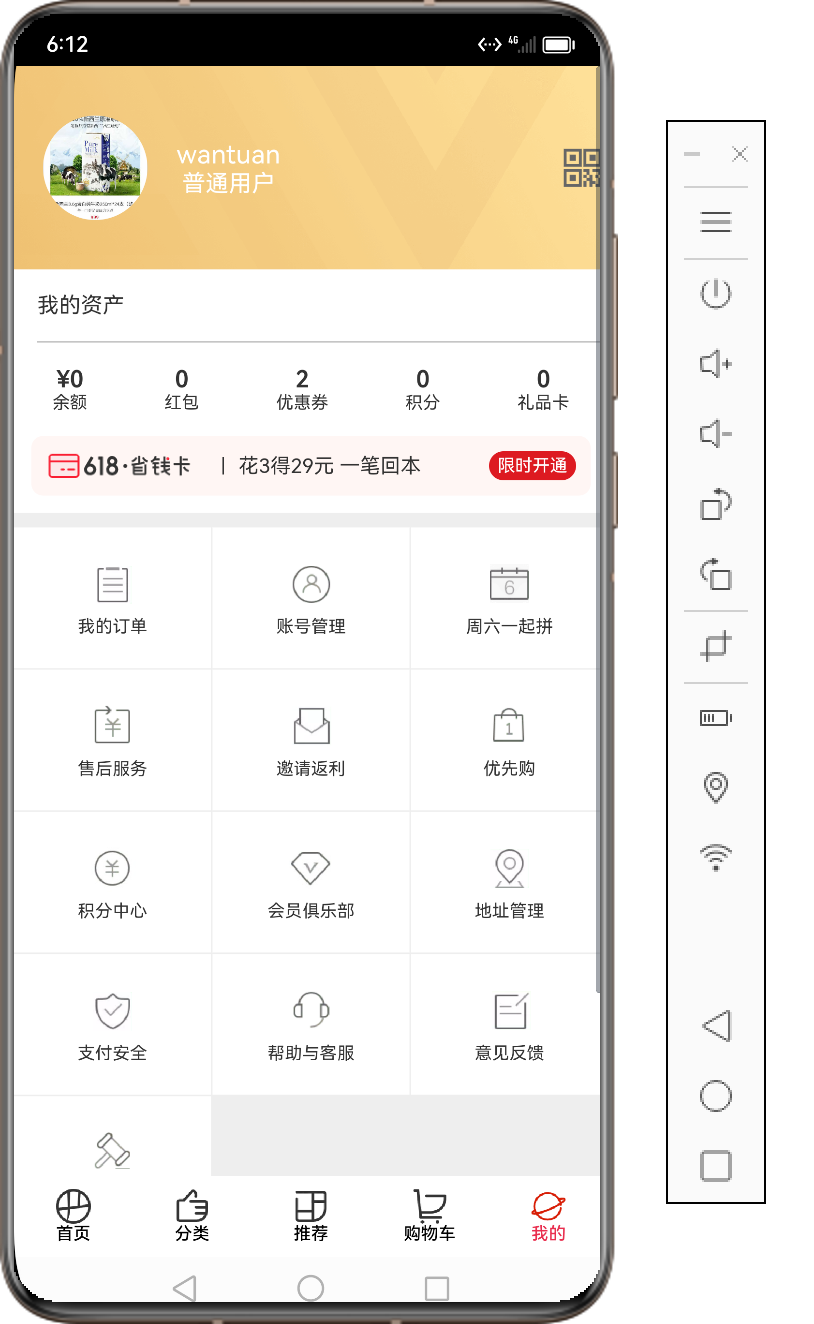 6:12
4G
Pure
Milk
wantuan
普通用户
我的资产
¥0 0 2 0 0
余额 红包 优惠券 积分 礼品卡
618·省钱卡 | 花3得29元 一笔回本 限时开通
6
我的订单 账号管理 周六一起拼
1
售后服务 邀请返利 优先购
积分中心 会员俱乐部 地址管理
支付安全 帮助与客服 意见反馈
首页 分类 推荐 购物车 我的